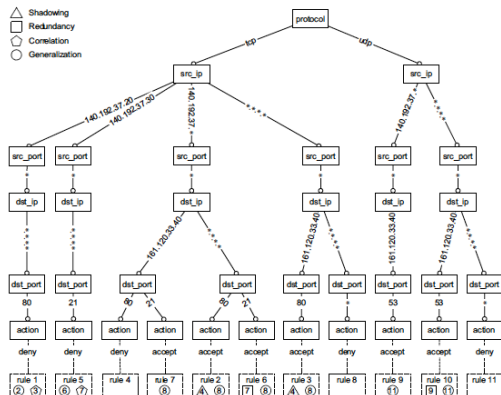 Shadowing
Redundancy
Correlation
Generalization
protocol
tcp udp
src_ip src_ip
140.192.37.20 140.192.37.30 140.192.37.* *.*.*.* 140.192.37.* *.*.*.*
src_port src_port src_port src_port src_port src_port
* * * * * *
dst_ip dst_ip dst_ip dst_ip dst_ip dst_ip
*.*.*.* *.*.*.* 161.120.33.40 *.*.*.* 161.120.33.40 *.*.*.* 161.120.33.40 161.120.33.40 *.*.*.*
dst_port dst_port dst_port dst_port dst_port dst_port dst_port dst_port dst_port
80 21 80 21 80 21 80 * 53 53 *
action action action action action action action action action action action
deny deny deny accept accept accept accept deny accept accept deny
rule 1 rule 5 rule 4 rule 7 rule 2 rule 6 rule 3 rule 8 rule 9 rule 10 rule 11
2 3 6 7 8 4 8 7 8 4 8 11 9 11